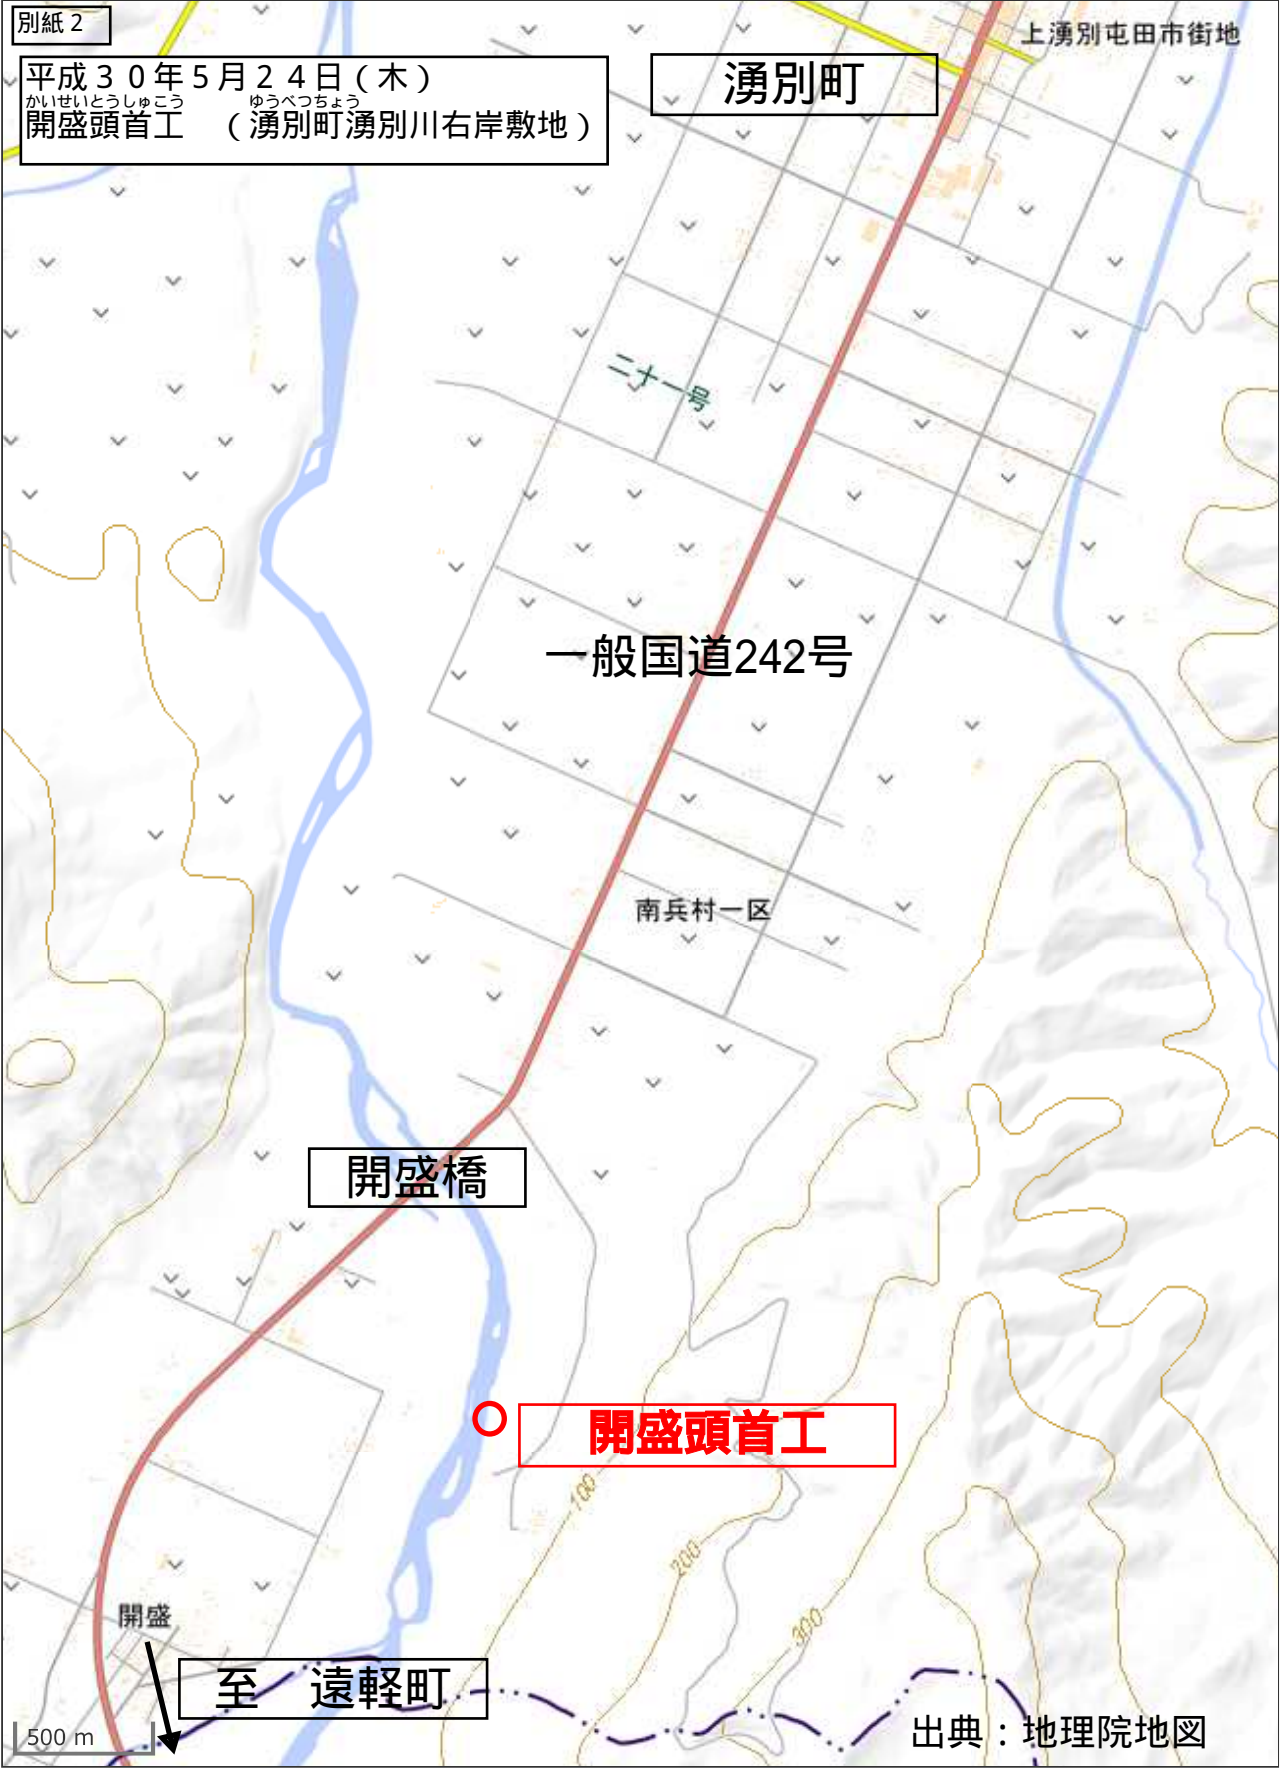 別紙2
上湧別屯田市街地
平成30年5月24日(木)
かいせいとうしゅこう ゆうべつちょう
開盛頭首工 (湧別町湧別川右岸敷地)
湧別町
二十一号
一般国道242号
南兵村一区
開盛橋
開盛頭首工
100
200
300
開盛
至 遠軽町
500 m
出典:地理院地図